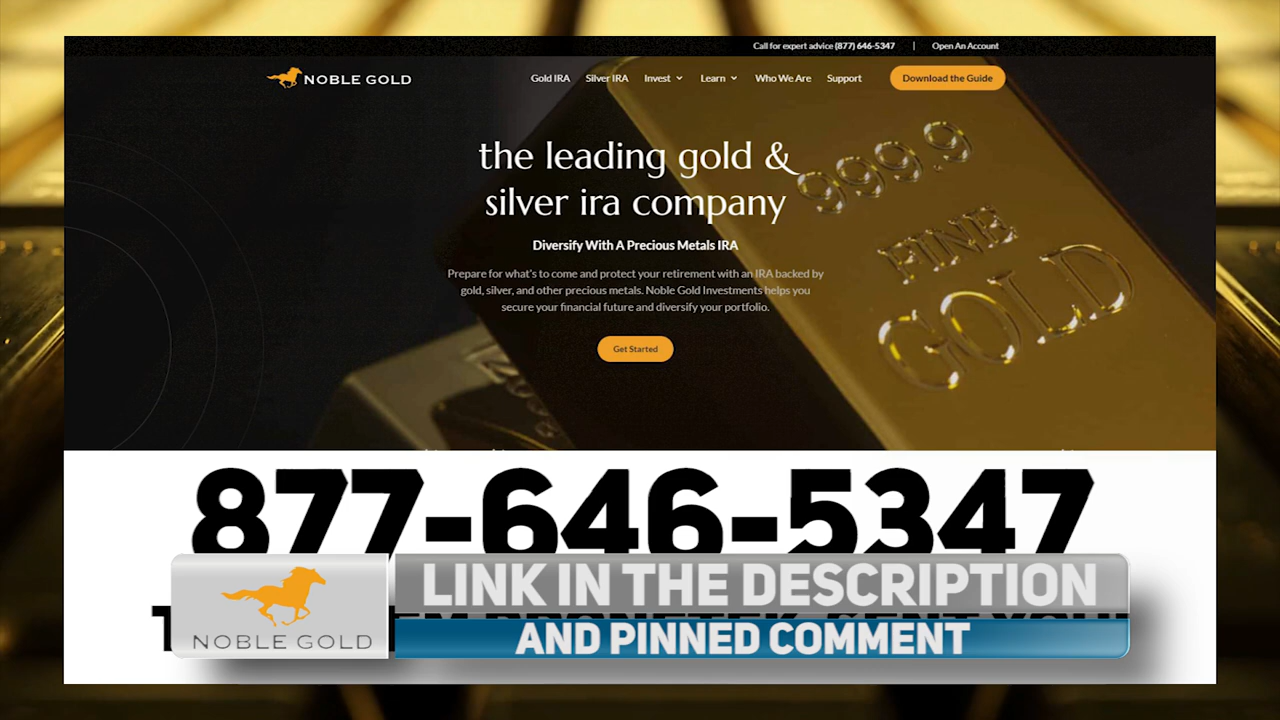 Call for expert advice (877) 646-5347 | Open An Account
NOBLE GOLD
Gold IRA Silver IRA Invest Learn Who We Are Support Download the Guide
the leading gold &
silver ira company
Diversify With A Precious Metals IRA
Prepare for what's to come and protect your retirement with an IRA backed by
gold, silver, and other precious metals. Noble Gold Investments helps you
secure your financial future and diversify your portfolio.
Get Started
999.9
FINE
GOLD
877-646-5347
LINK IN THE DESCRIPTION
AND PINNED COMMENT
NOBLE GOLD